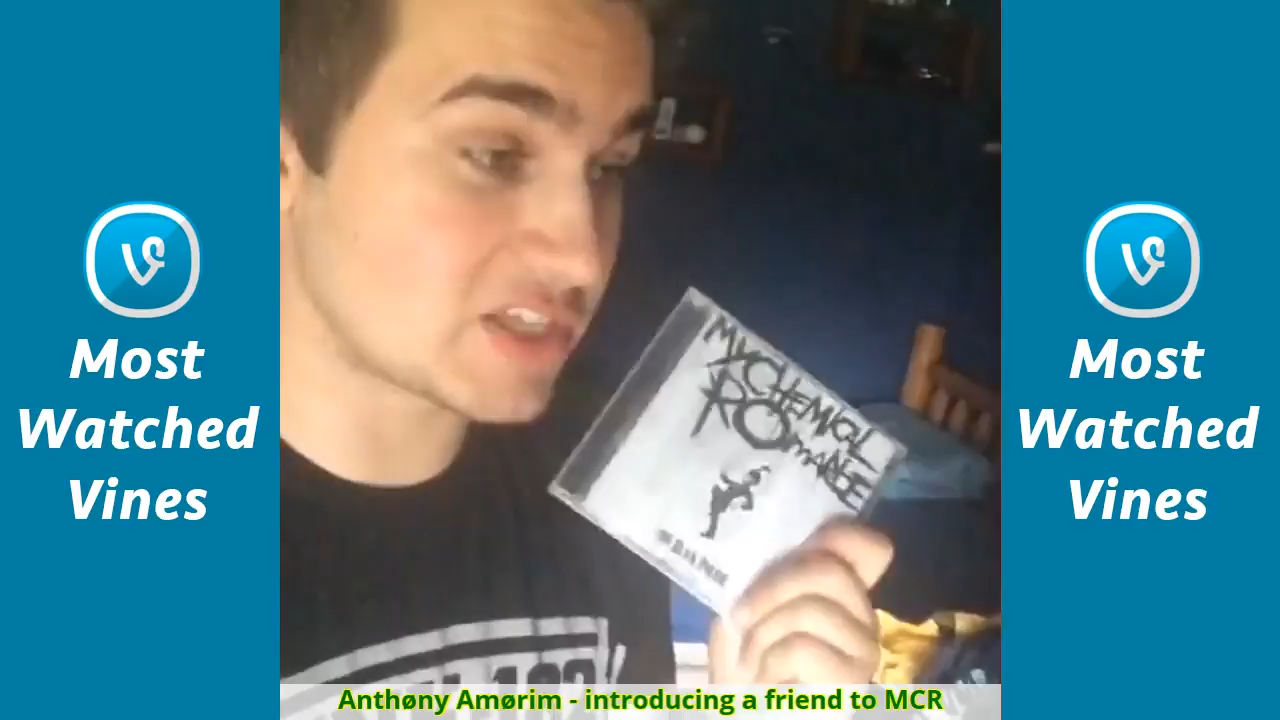 Most
Watched
Vines
MY CHEMICAL
ROMANCE
Most
Watched
Vines
Anthøny Amørim - introducing a friend to MCR